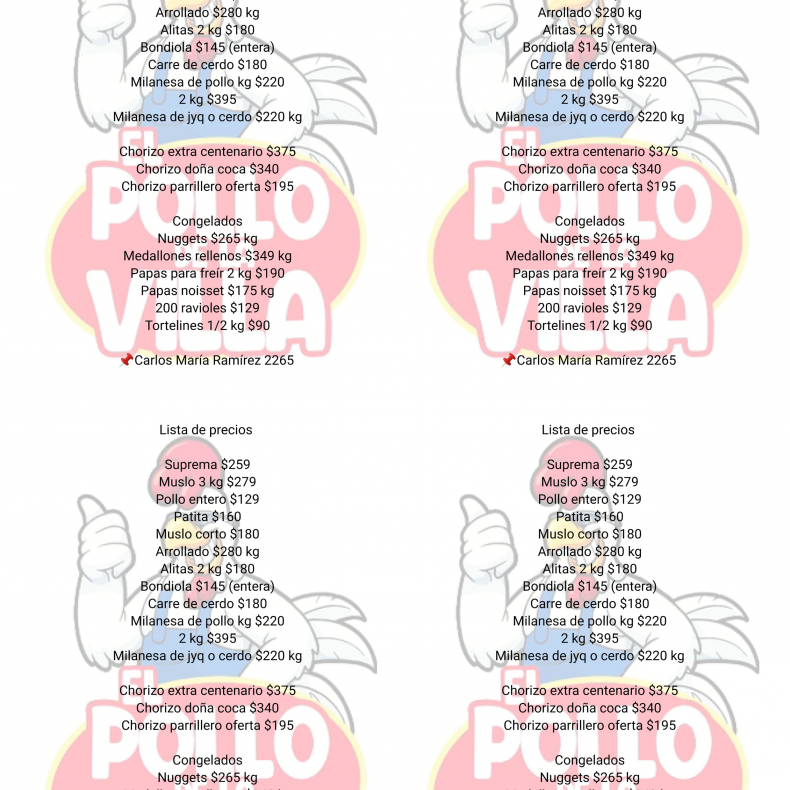 Arrollado $280 kg
Alitas 2 kg $180
Bondiola $145 (entera)
Carre de cerdo $180
Milanesa de pollo kg $220
2 kg $395
Milanesa de jyq o cerdo $220 kg
Chorizo extra centenario $375
Chorizo doña coca $340
Chorizo parrillero oferta $195
Congelados
Nuggets $265 kg
Medallones rellenos $349 kg
Papas para freír 2 kg $190
Papas noisset $175 kg
200 ravioles $129
Tortelines 1/2 kg $90
📌Carlos María Ramírez 2265
EL
POLLO
DE LA
VILLA
Arrollado $280 kg
Alitas 2 kg $180
Bondiola $145 (entera)
Carre de cerdo $180
Milanesa de pollo kg $220
2 kg $395
Milanesa de jyq o cerdo $220 kg
Chorizo extra centenario $375
Chorizo doña coca $340
Chorizo parrillero oferta $195
Congelados
Nuggets $265 kg
Medallones rellenos $349 kg
Papas para freír 2 kg $190
Papas noisset $175 kg
200 ravioles $129
Tortelines 1/2 kg $90
📌Carlos María Ramírez 2265
EL
POLLO
DE LA
VILLA
Lista de precios
Suprema $259
Muslo 3 kg $279
Pollo entero $129
Patita $160
Muslo corto $180
Arrollado $280 kg
Alitas 2 kg $180
Bondiola $145 (entera)
Carre de cerdo $180
Milanesa de pollo kg $220
2 kg $395
Milanesa de jyq o cerdo $220 kg
Chorizo extra centenario $375
Chorizo doña coca $340
Chorizo parrillero oferta $195
Congelados
Nuggets $265 kg
EL
POLLO
Lista de precios
Suprema $259
Muslo 3 kg $279
Pollo entero $129
Patita $160
Muslo corto $180
Arrollado $280 kg
Alitas 2 kg $180
Bondiola $145 (entera)
Carre de cerdo $180
Milanesa de pollo kg $220
2 kg $395
Milanesa de jyq o cerdo $220 kg
Chorizo extra centenario $375
Chorizo doña coca $340
Chorizo parrillero oferta $195
Congelados
Nuggets $265 kg
EL
POLLO